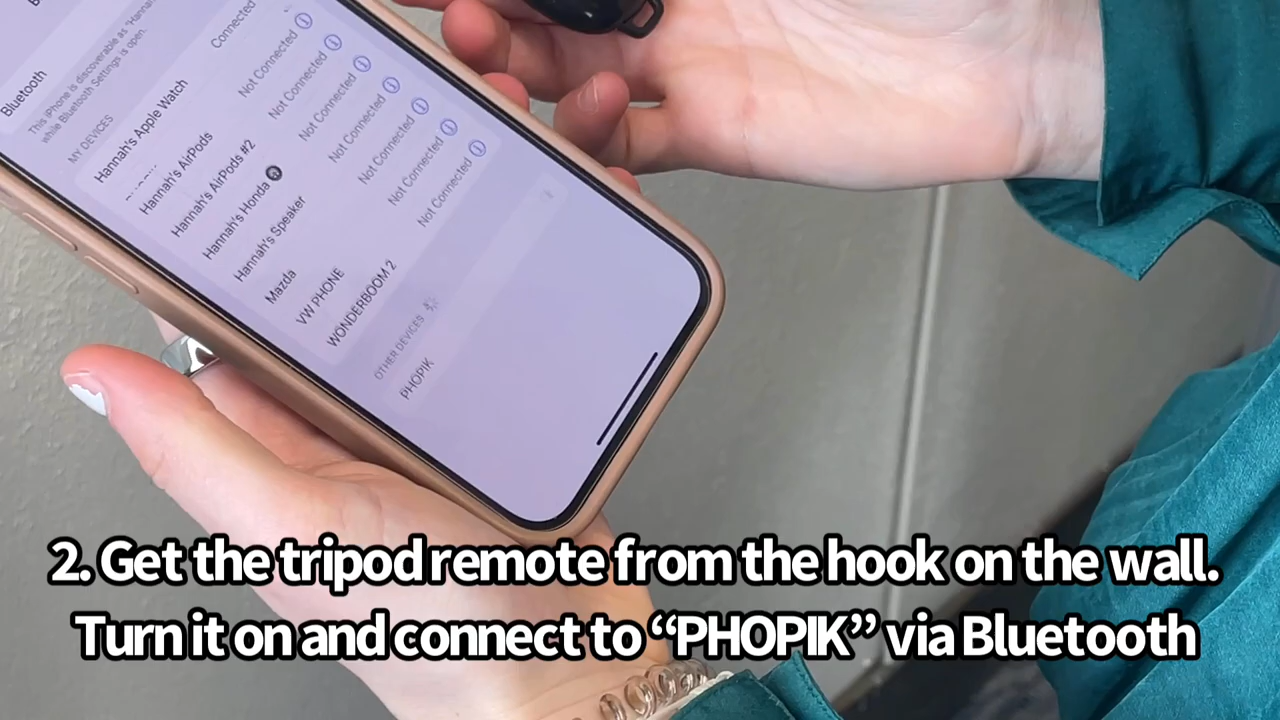 Bluetooth
This iPhone is discoverable as "Hannah
while Bluetooth Settings is open.
MY DEVICES
Hannah's Apple Watch Connected
Hannah's AirPods Not Connected
Hannah's AirPods #2 Not Connected
Hannah's Honda Not Connected
Hannah's Speaker Not Connected
Mazda Not Connected
VW PHONE Not Connected
WONDERBOOM 2 Not Connected
OTHER DEVICES
PHOPIK
2. Get the tripod remote from the hook on the wall.
Turn it on and connect to “PHOPIK” via Bluetooth